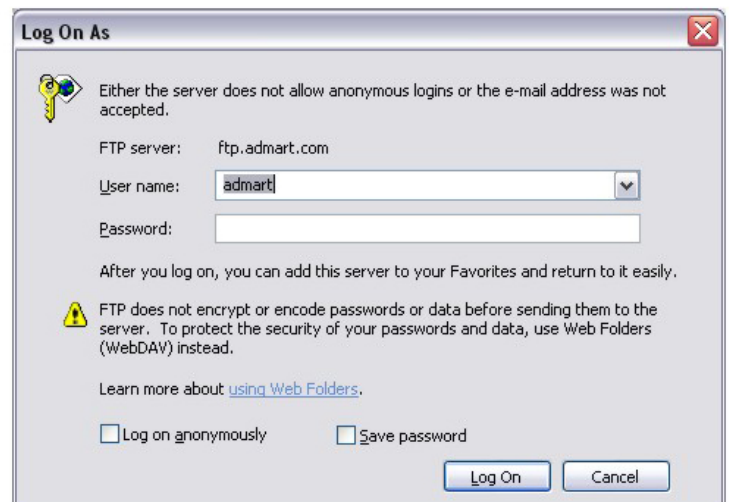 Log On As
Either the server does not allow anonymous logins or the e-mail address was not
accepted.
FTP server: ftp.admart.com
User name: admart
Password:
After you log on, you can add this server to your Favorites and return to it easily.
FTP does not encrypt or encode passwords or data before sending them to the
server. To protect the security of your passwords and data, use Web Folders
(WebDAV) instead.
Learn more about using Web Folders.
Log on anonymously Save password
Log On Cancel